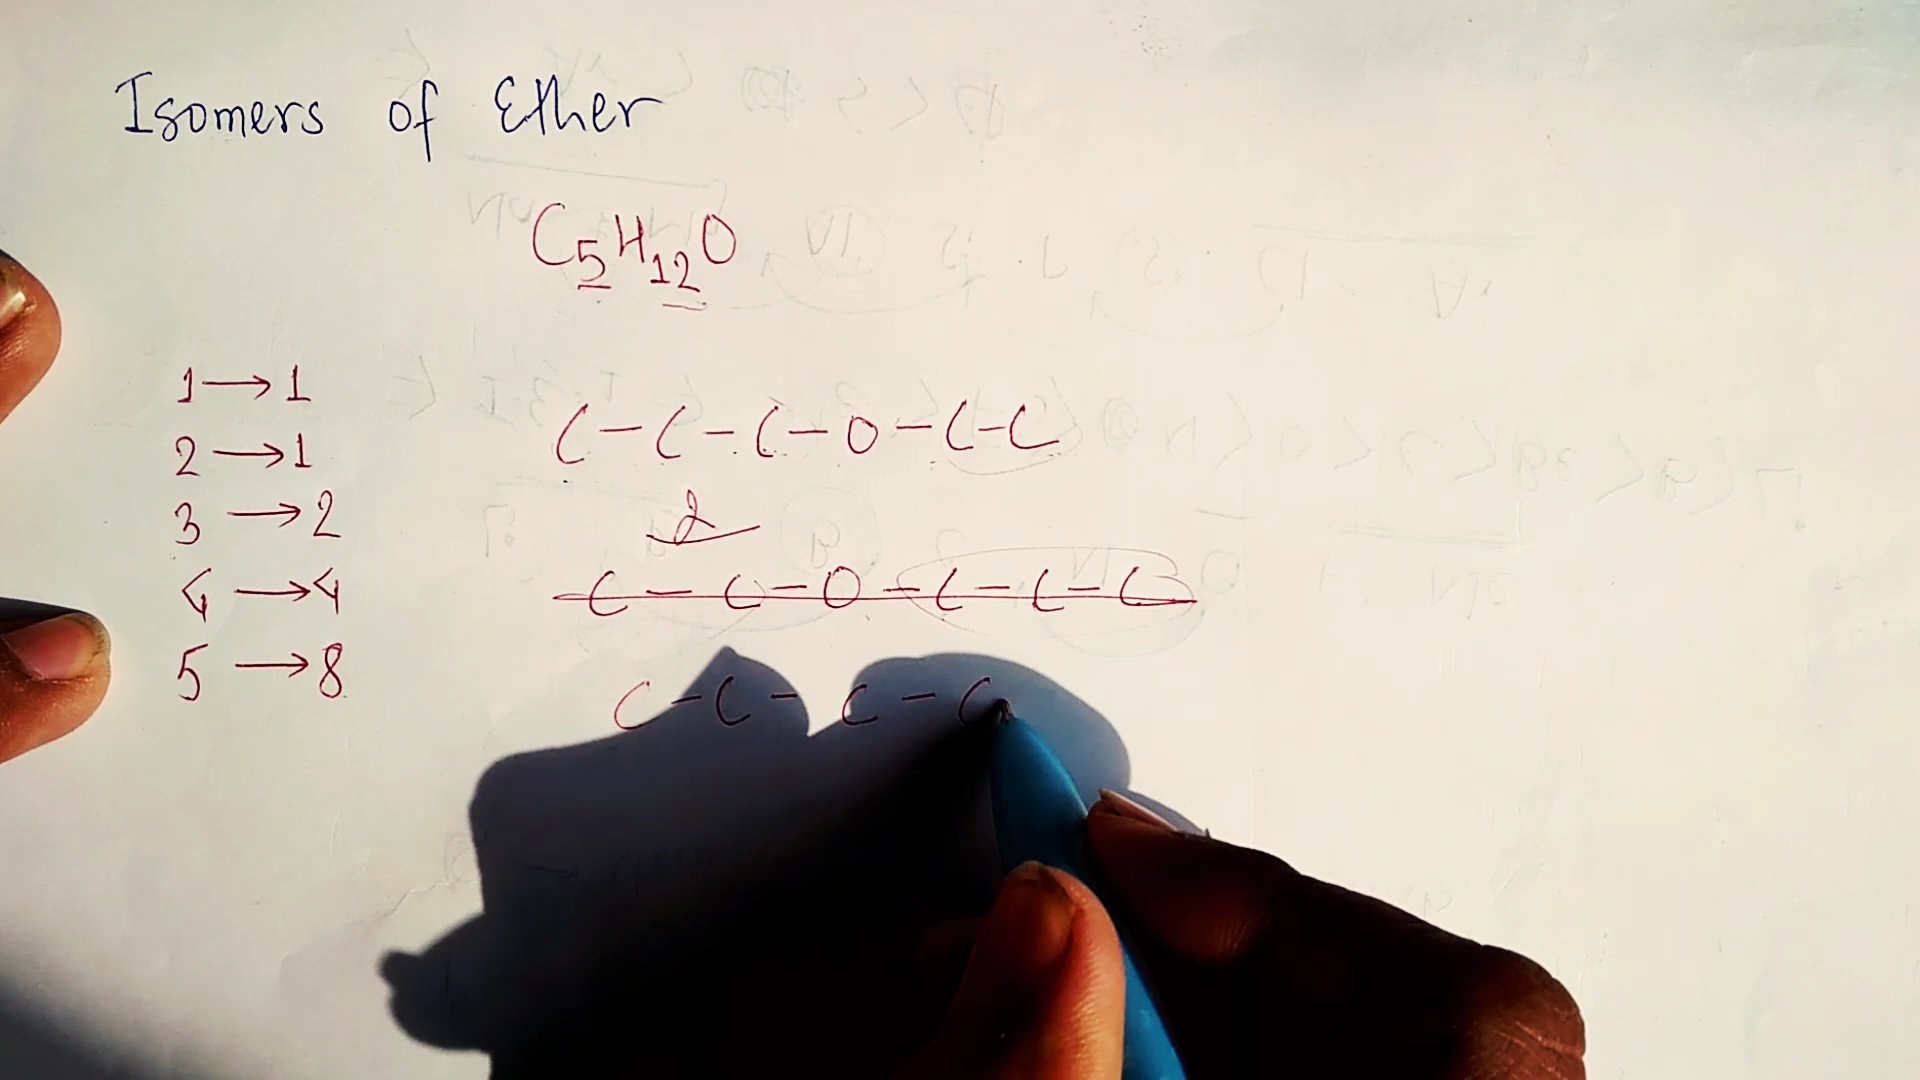 Isomers of Ether
C5H12O
1 → 1
2 → 1
3 → 2
4 → 4
5 → 8
C - C - C - O - C - C
2
C - C - O - C - C - C
C - C - C - C